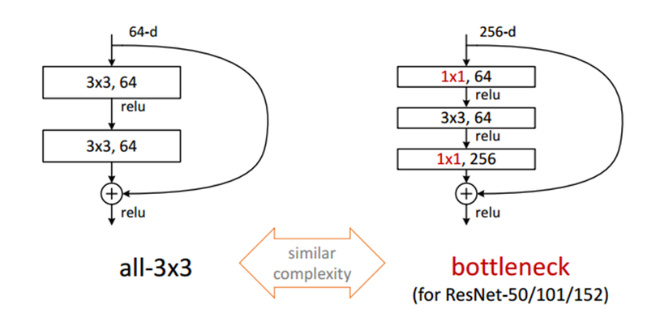 64-d
3x3, 64
relu
3x3, 64
+
relu
all-3x3
similar
complexity
256-d
1x1, 64
relu
3x3, 64
relu
1x1, 256
+
relu
bottleneck
(for ResNet-50/101/152)